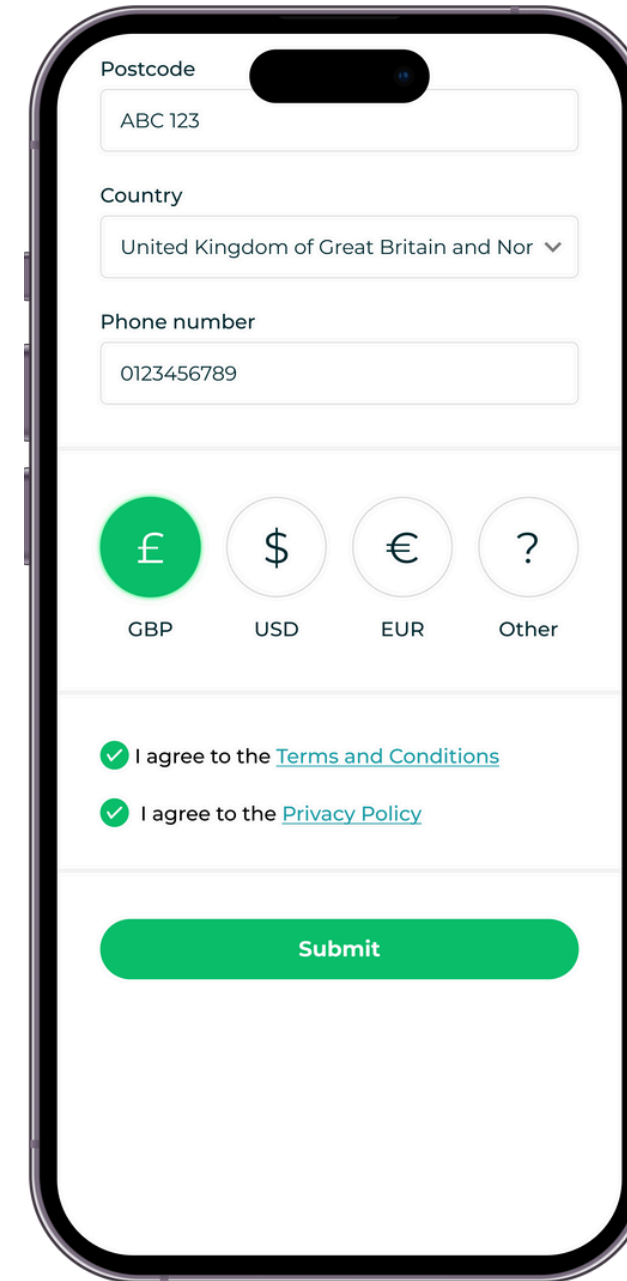 Postcode
ABC 123
Country
United Kingdom of Great Britain and Nor
Phone number
0123456789
£ $ € ?
GBP USD EUR Other
I agree to the Terms and Conditions
I agree to the Privacy Policy
Submit